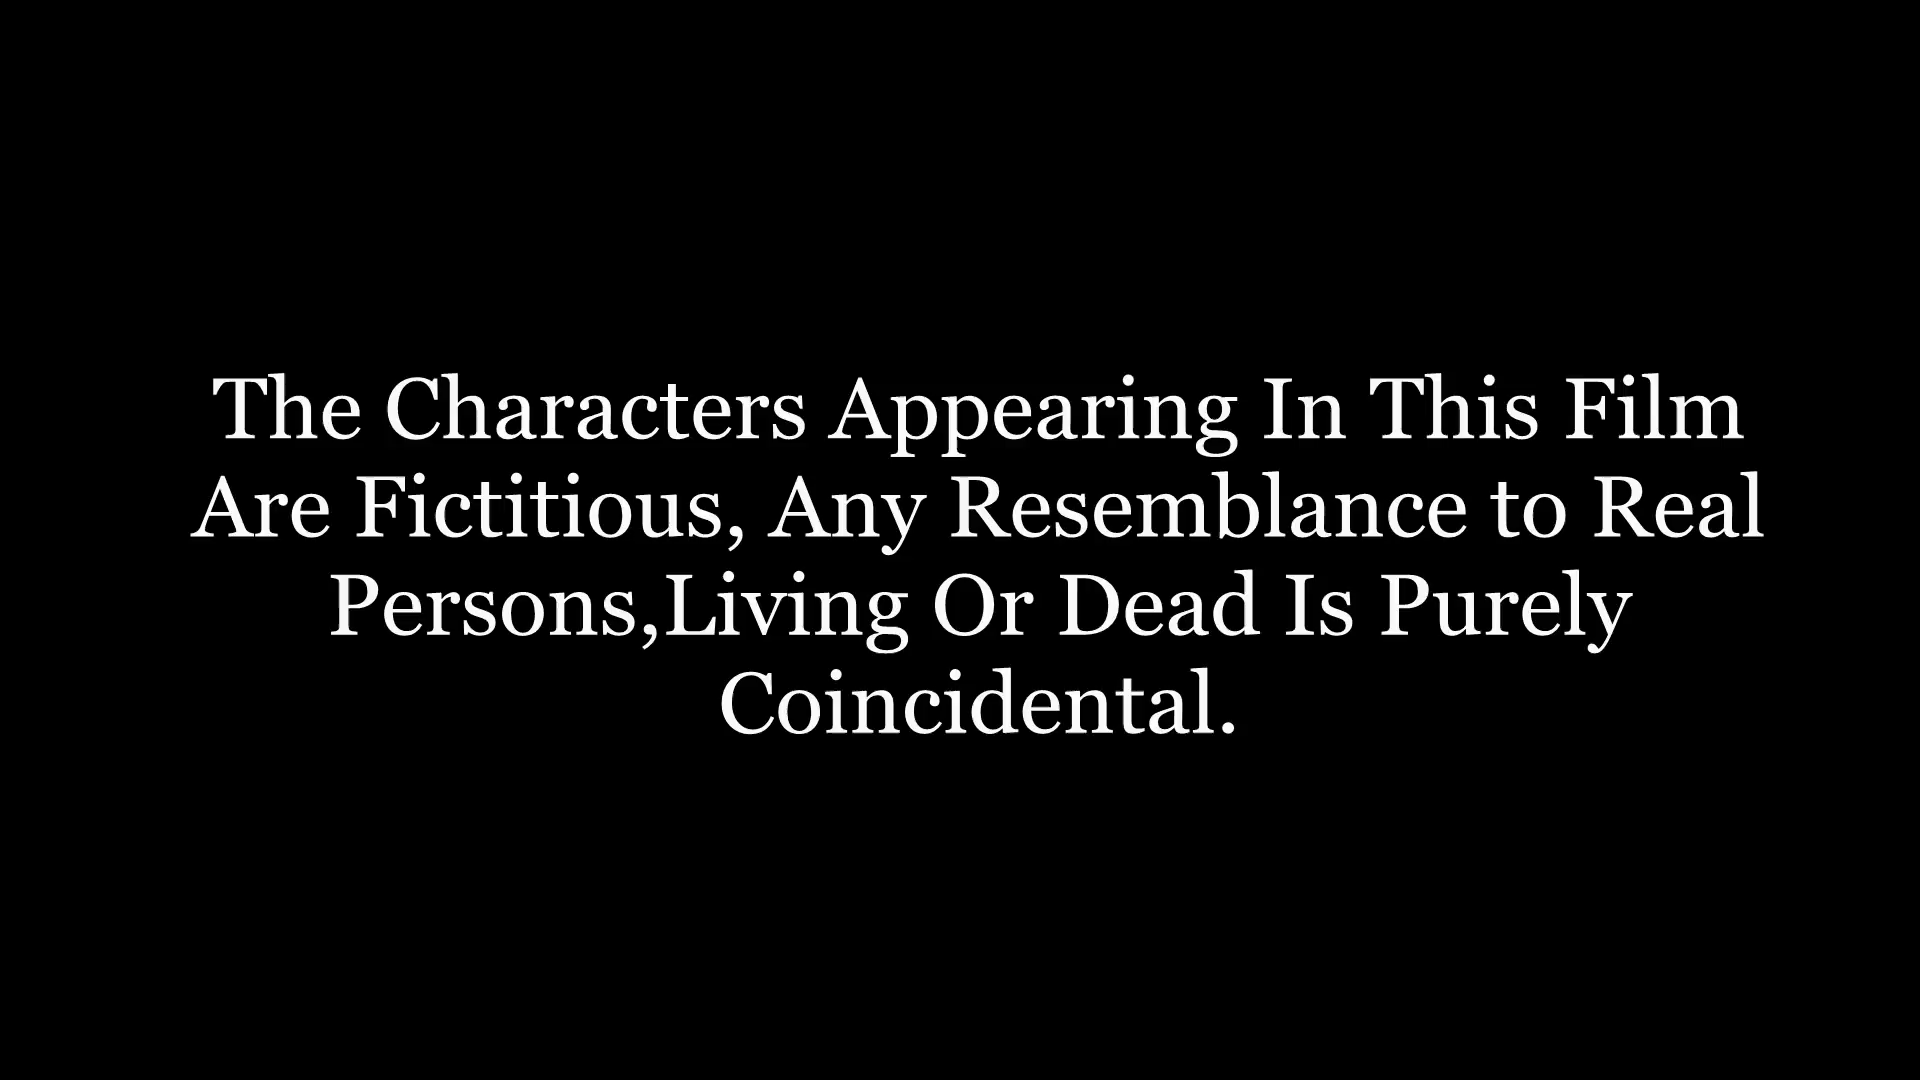 The Characters Appearing In This Film
Are Fictitious, Any Resemblance to Real
Persons,Living Or Dead Is Purely
Coincidental.